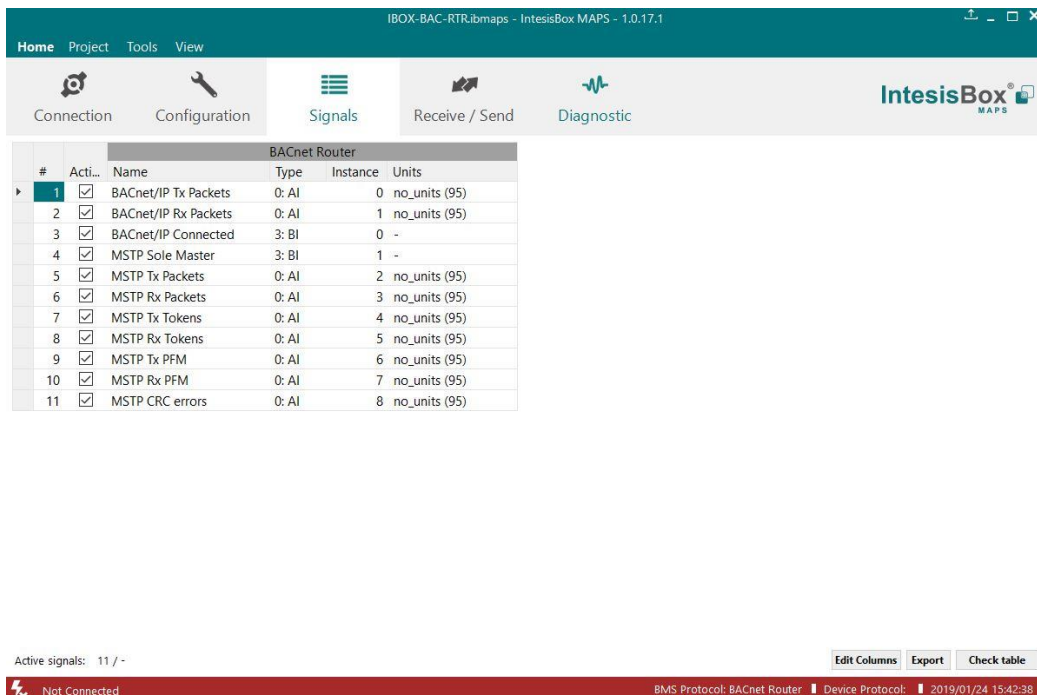 IBOX-BAC-RTR.ibmaps - IntesisBox MAPS - 1.0.17.1
Home Project Tools View
Connection Configuration Signals Receive / Send Diagnostic
IntesisBox®
MAPS
BACnet Router
# Acti... Name Type Instance Units
1 BACnet/IP Tx Packets 0: AI 0 no_units (95)
2 BACnet/IP Rx Packets 0: AI 1 no_units (95)
3 BACnet/IP Connected 3: BI 0 -
4 MSTP Sole Master 3: BI 1 -
5 MSTP Tx Packets 0: AI 2 no_units (95)
6 MSTP Rx Packets 0: AI 3 no_units (95)
7 MSTP Tx Tokens 0: AI 4 no_units (95)
8 MSTP Rx Tokens 0: AI 5 no_units (95)
9 MSTP Tx PFM 0: AI 6 no_units (95)
10 MSTP Rx PFM 0: AI 7 no_units (95)
11 MSTP CRC errors 0: AI 8 no_units (95)
Active signals: 11 / - Edit Columns Export Check table
Not Connected BMS Protocol: BACnet Router Device Protocol: 2019/01/24 15:42:38